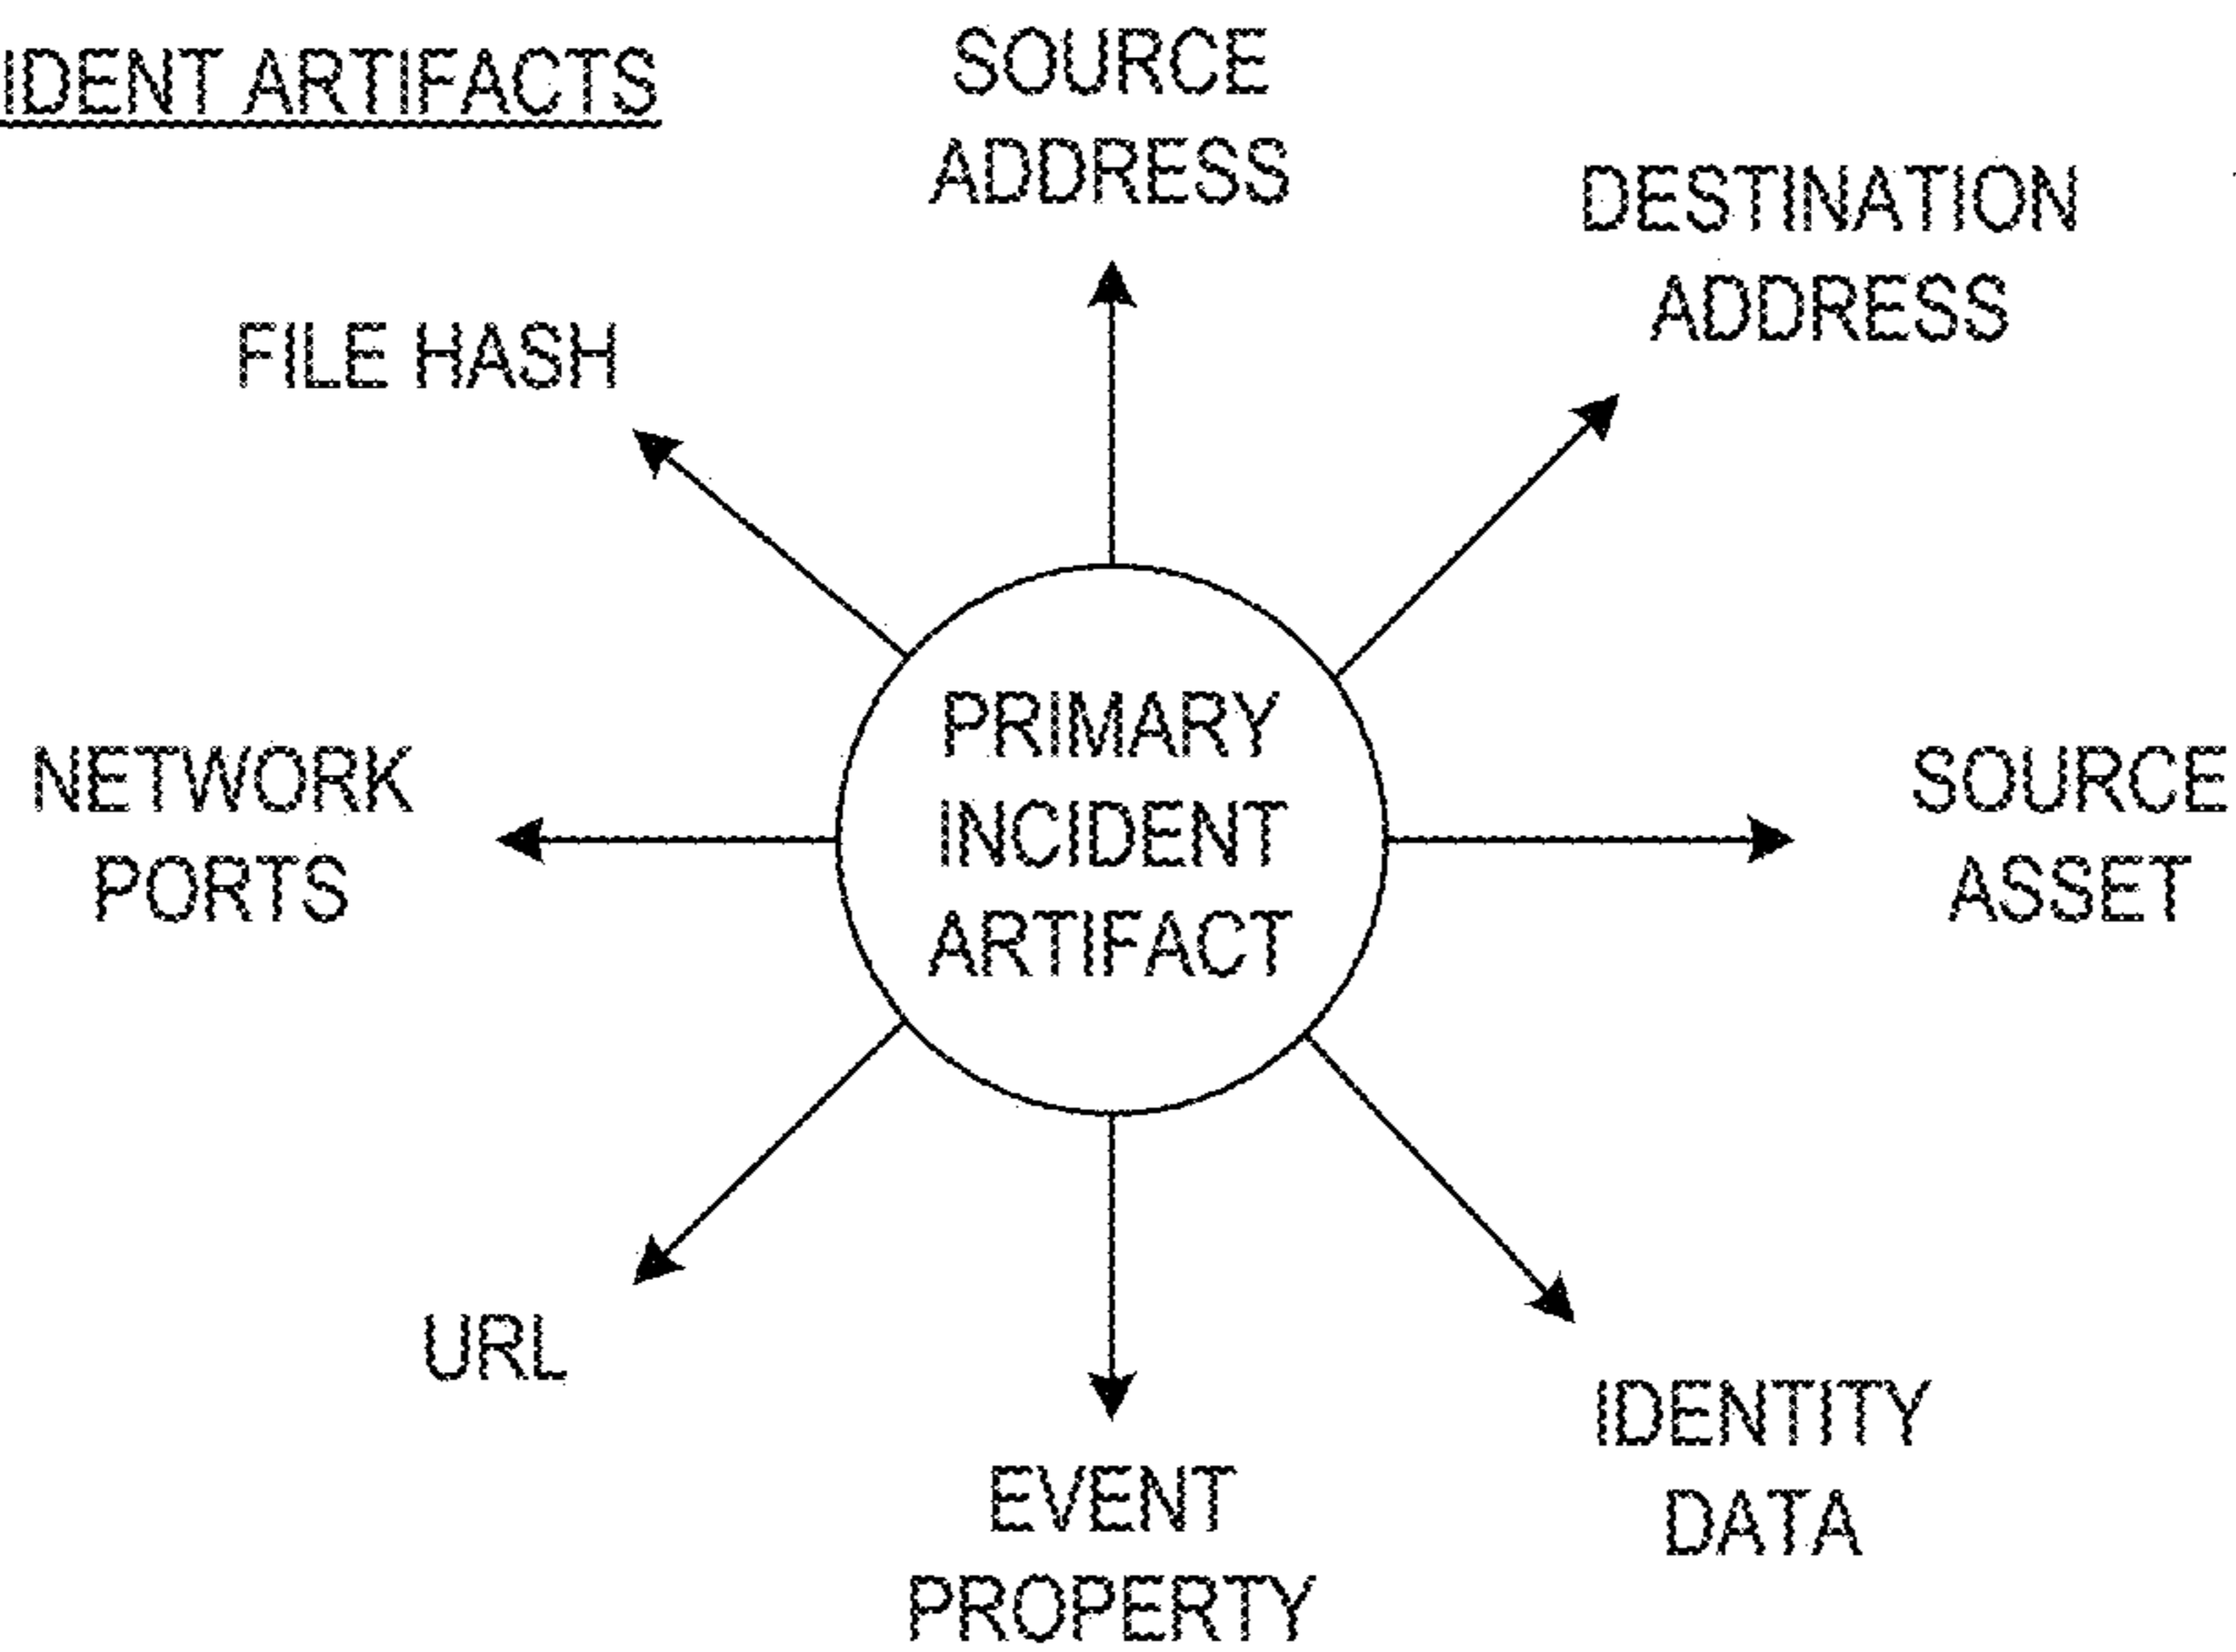 IDENT ARTIFACTS
SOURCE
ADDRESS
DESTINATION
ADDRESS
FILE HASH
PRIMARY
INCIDENT
ARTIFACT
NETWORK
PORTS
SOURCE
ASSET
URL
IDENTITY
DATA
EVENT
PROPERTY